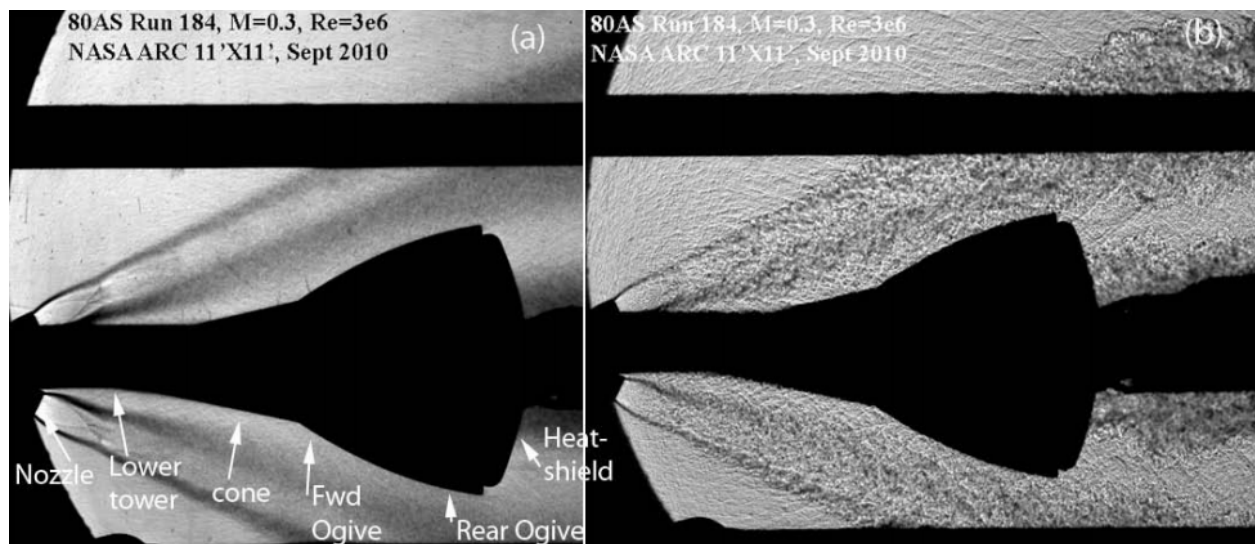 80AS Run 184, M=0.3, Re=3e6
NASA ARC 11'X11', Sept 2010
(a)
Nozzle
Lower
tower
cone
Fwd
Ogive
Rear Ogive
Heat-
shield
80AS Run 184, M=0.3, Re=3e6
NASA ARC 11'X11', Sept 2010
(b)